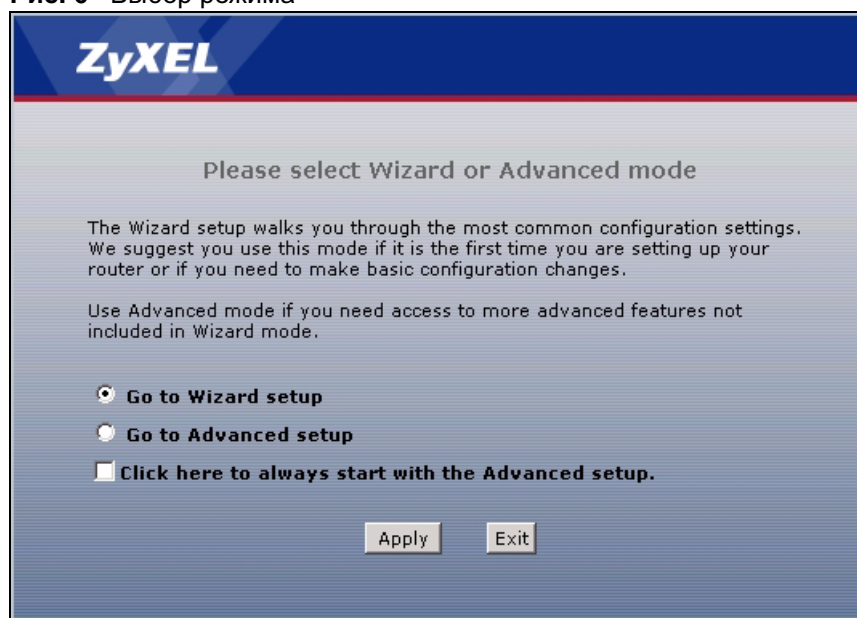 Выбор режима
ZyXEL
Please select Wizard or Advanced mode
The Wizard setup walks you through the most common configuration settings.
We suggest you use this mode if it is the first time you are setting up your
router or if you need to make basic configuration changes.
Use Advanced mode if you need access to more advanced features not
included in Wizard mode.
Go to Wizard setup
Go to Advanced setup
Click here to always start with the Advanced setup.
Apply
Exit